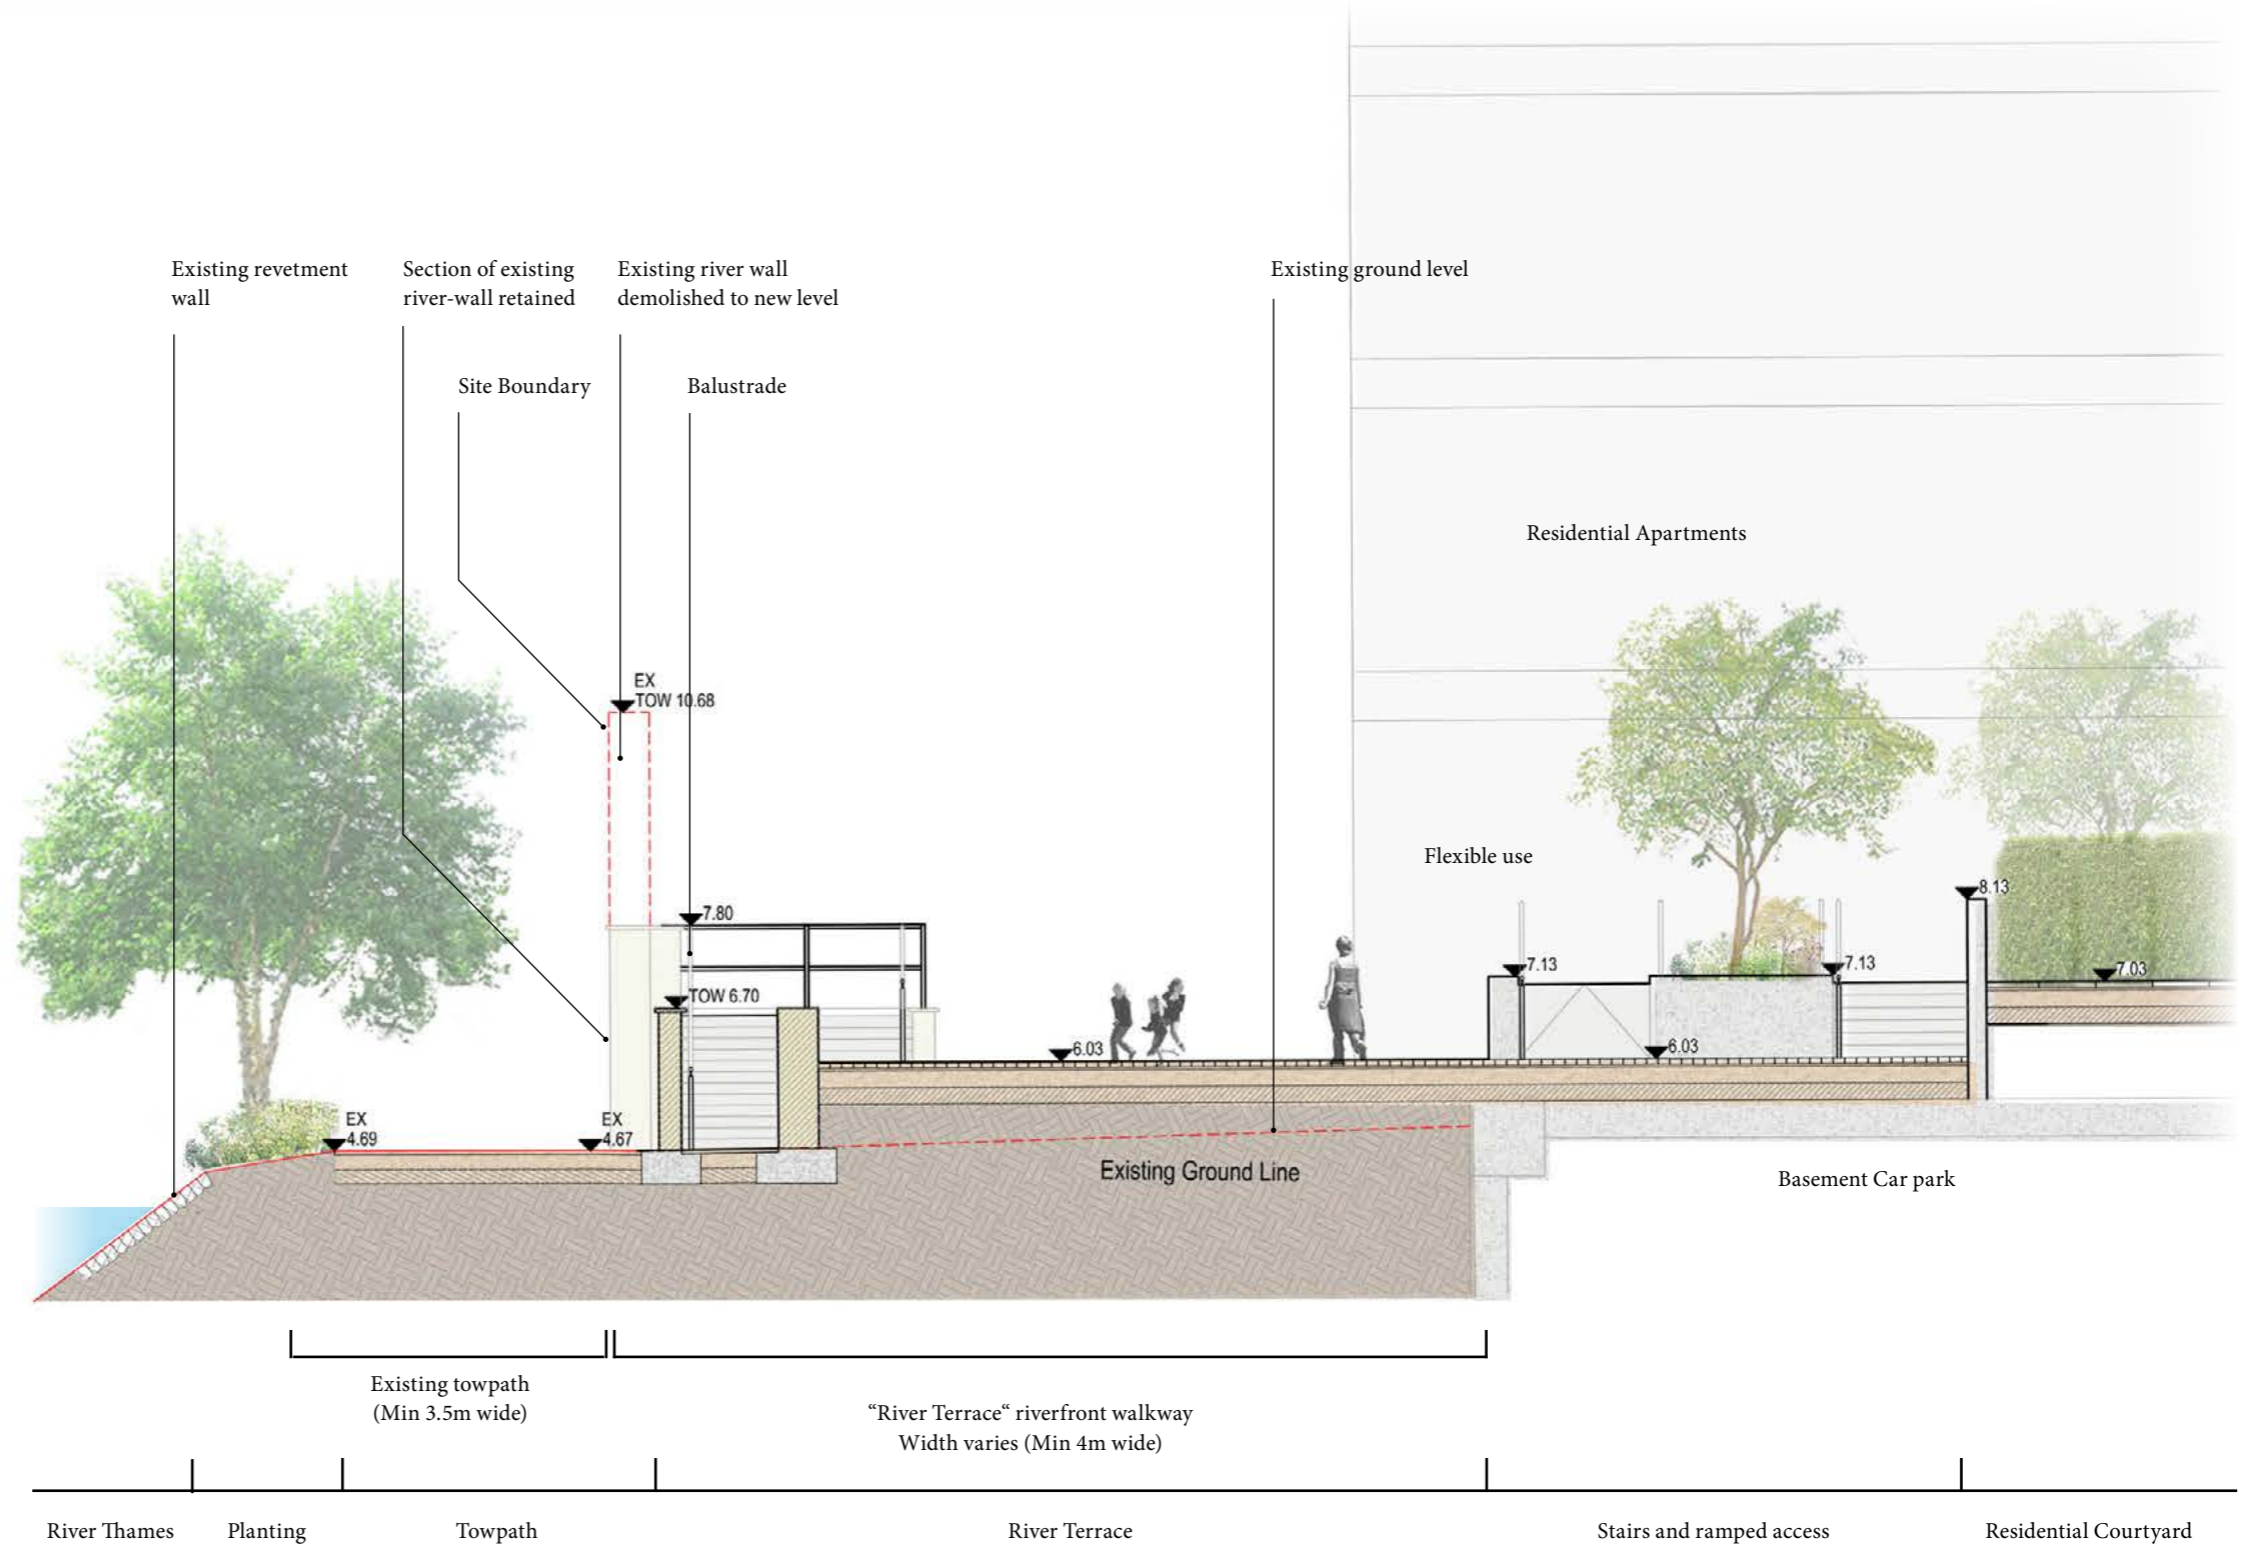 Existing revetment
wall
Section of existing
river-wall retained
Existing river wall
demolished to new level
Existing ground level
Site Boundary
Balustrade
Residential Apartments
EX
TOW 10.68
Flexible use
8.13
7.80
7.13
7.13
7.03
TOW 6.70
6.03
6.03
EX
4.69
EX
4.67
Existing Ground Line
Basement Car park
Existing towpath
(Min 3.5m wide)
“River Terrace“ riverfront walkway
Width varies (Min 4m wide)
River Thames
Planting
Towpath
River Terrace
Stairs and ramped access
Residential Courtyard